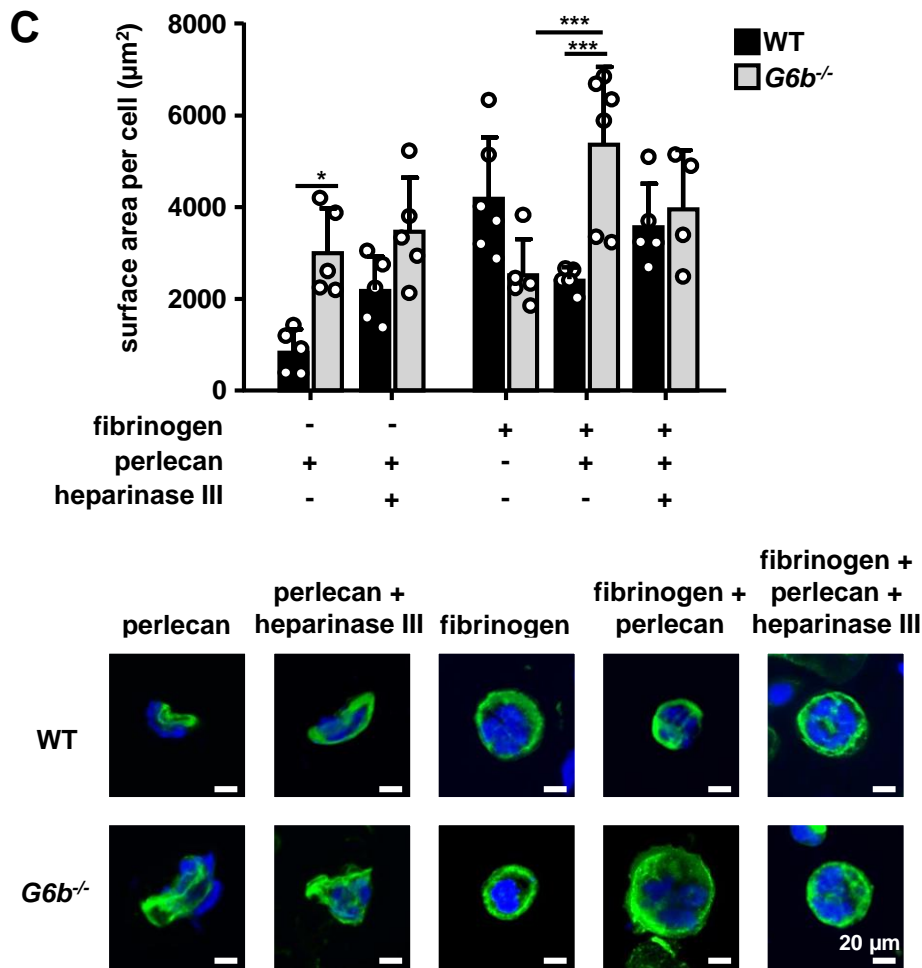 C
surface area per cell (µm²)
8000
6000
4000
2000
0
*
***
***
WT
G6b-/-
fibrinogen - - + + +
perlecan + + - + +
heparinase III - + - - +
perlecan
perlecan +
heparinase III
fibrinogen
fibrinogen +
perlecan
fibrinogen +
perlecan +
heparinase III
WT
G6b-/-
20 µm